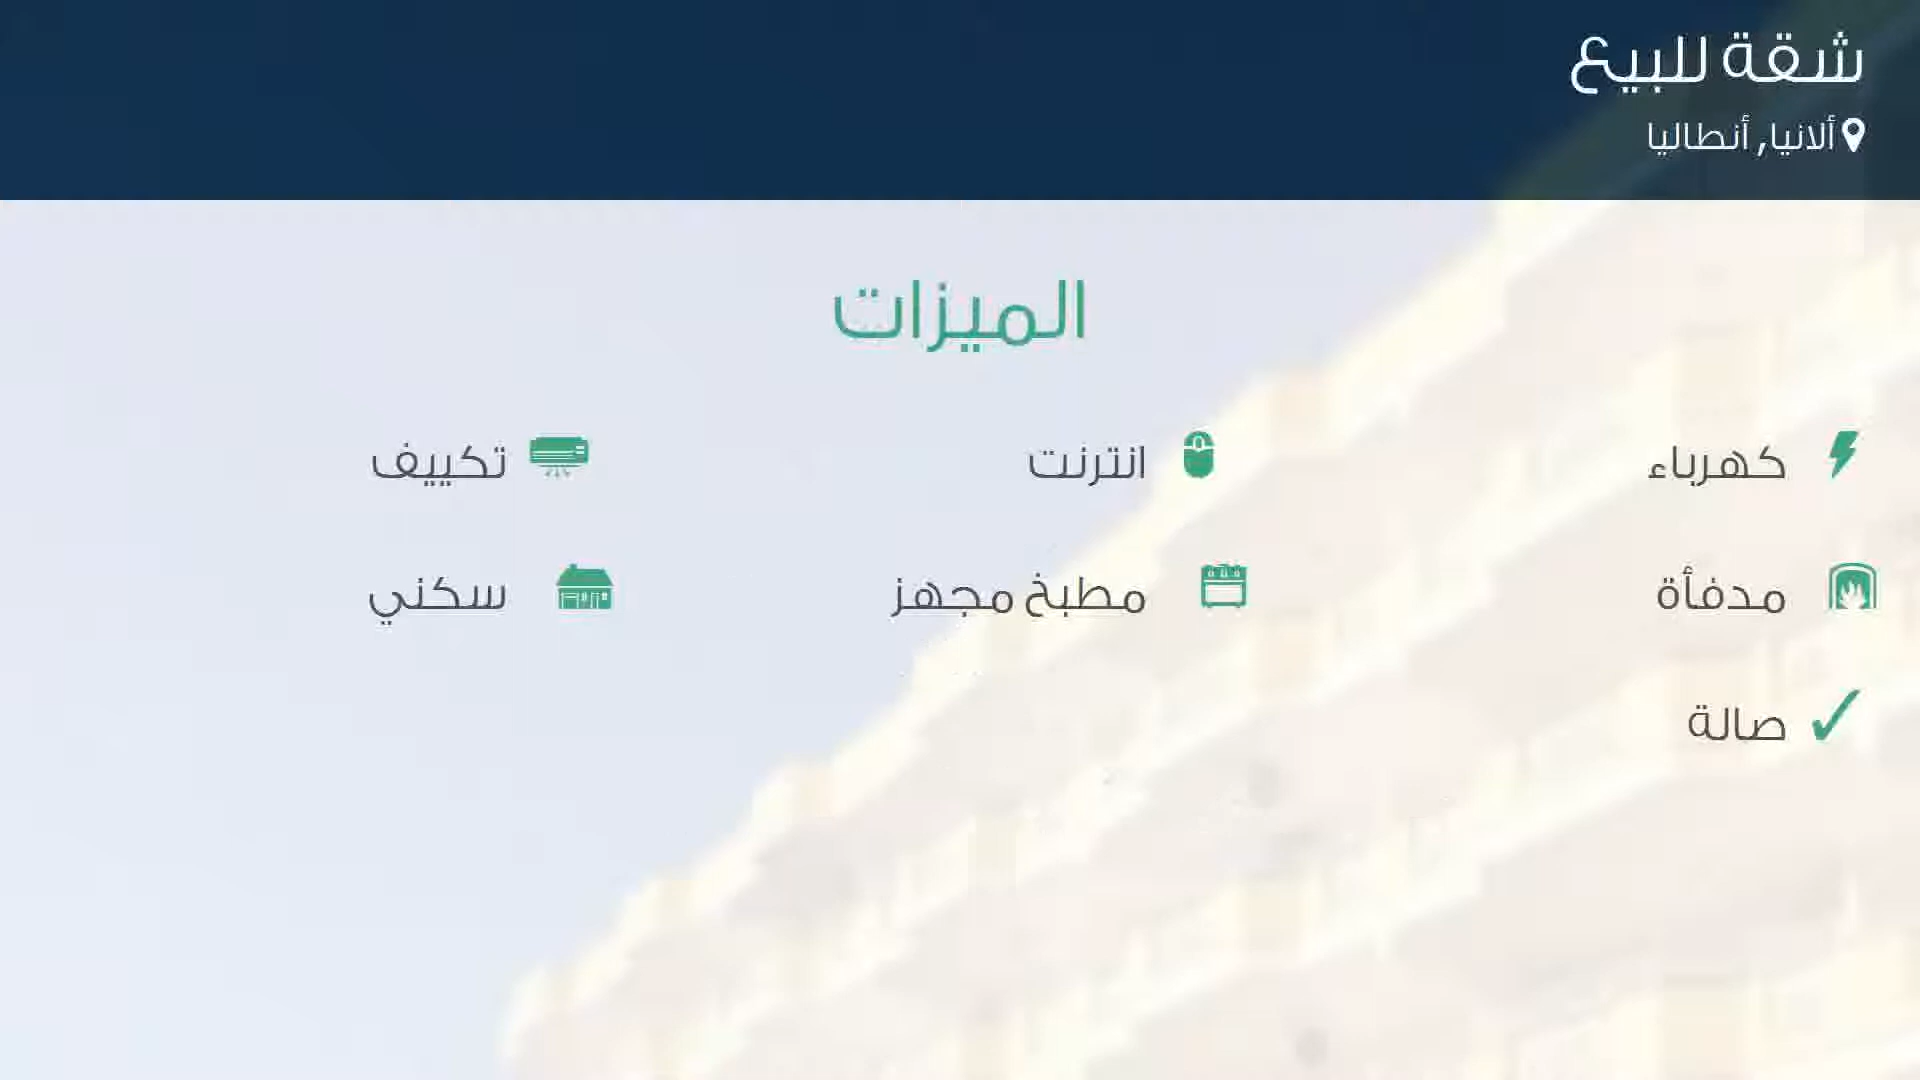 شقة للبيع
ألانيا, أنطاليا
الميزات
كهرباء انترنت تكييف
مدفأة مطبخ مجهز سكني
صالة